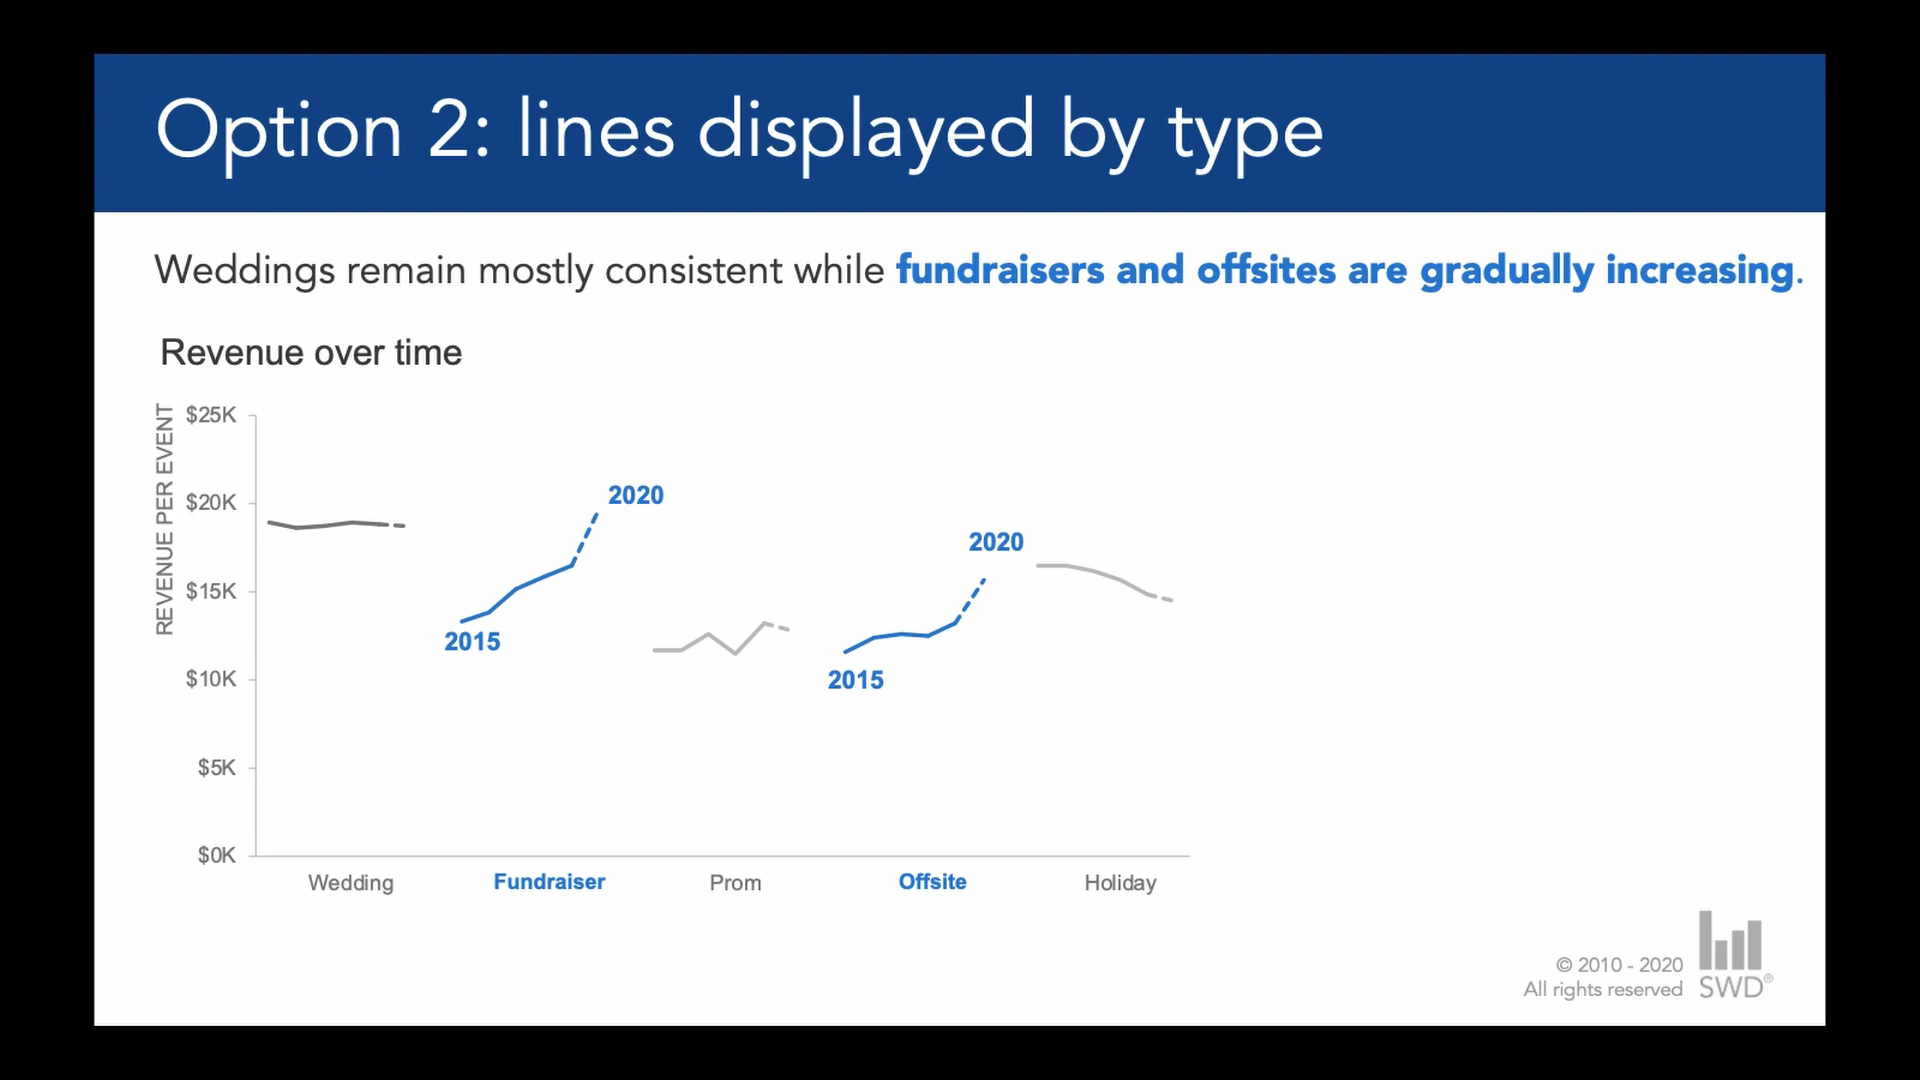 Option 2: lines displayed by type
Weddings remain mostly consistent while fundraisers and offsites are gradually increasing.
Revenue over time
REVENUE PER EVENT
$25K
$20K
$15K
$10K
$5K
$0K
2015
2020
2015
2020
Wedding
Fundraiser
Prom
Offsite
Holiday
© 2010 - 2020
All rights reserved
SWD®